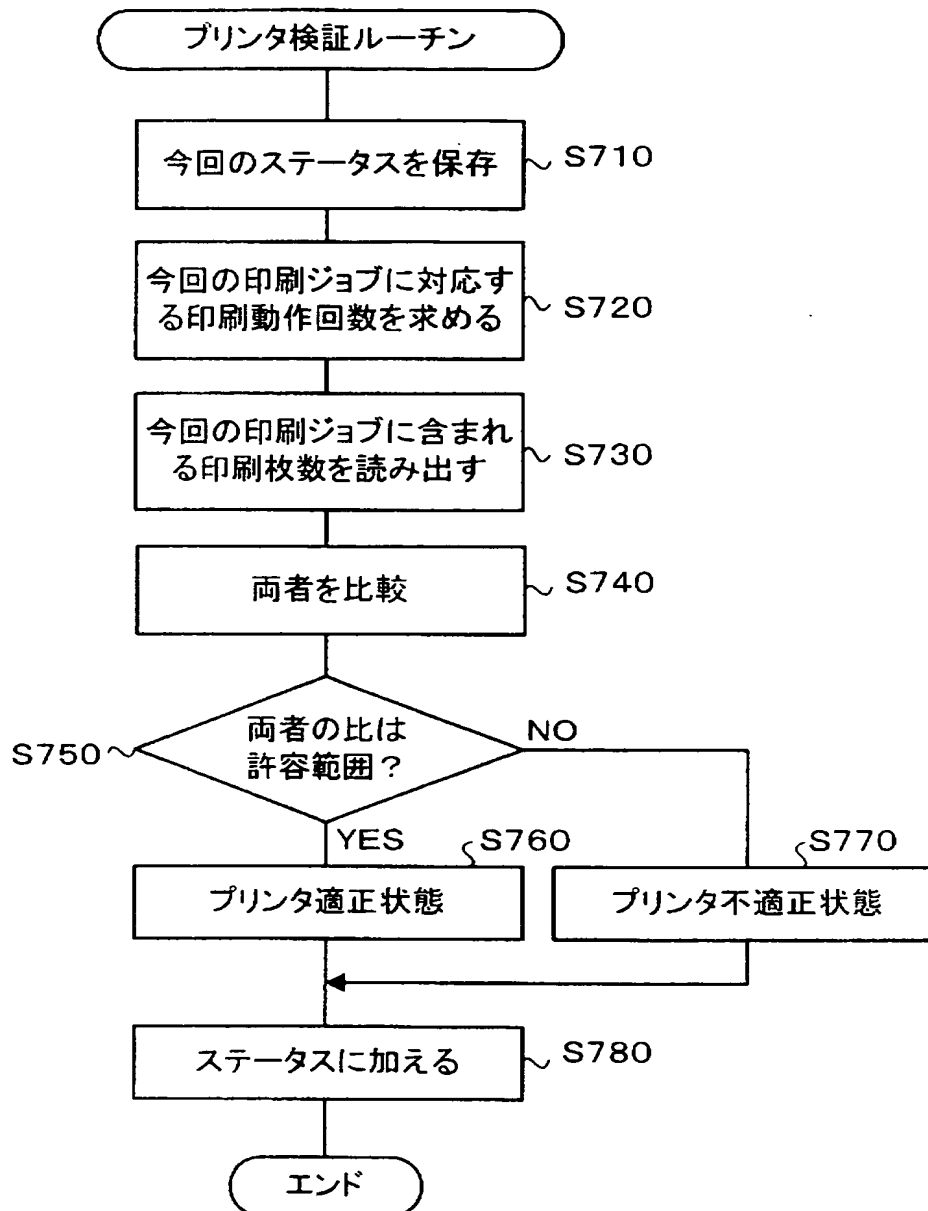 プリンタ検証ルーチン
今回のステータスを保存
S710
今回の印刷ジョブに対応す
る印刷動作回数を求める
S720
今回の印刷ジョブに含まれ
る印刷枚数を読み出す
S730
両者を比較
S740
両者の比は
許容範囲?
S750
NO
YES
S760
プリンタ適正状態
S770
プリンタ不適正状態
ステータスに加える
S780
エンド